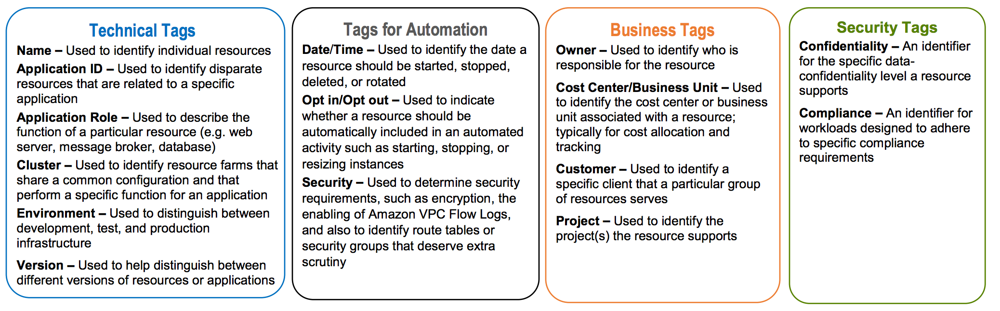 Technical Tags
Name – Used to identify individual resources
Application ID – Used to identify disparate
resources that are related to a specific
application
Application Role – Used to describe the
function of a particular resource (e.g. web
server, message broker, database)
Cluster – Used to identify resource farms that
share a common configuration and that
perform a specific function for an application
Environment – Used to distinguish between
development, test, and production
infrastructure
Version – Used to help distinguish between
different versions of resources or applications
Tags for Automation
Date/Time – Used to identify the date a
resource should be started, stopped,
deleted, or rotated
Opt in/Opt out – Used to indicate
whether a resource should be
automatically included in an automated
activity such as starting, stopping, or
resizing instances
Security – Used to determine security
requirements, such as encryption, the
enabling of Amazon VPC Flow Logs,
and also to identify route tables or
security groups that deserve extra
scrutiny
Business Tags
Owner – Used to identify who is
responsible for the resource
Cost Center/Business Unit – Used
to identify the cost center or business
unit associated with a resource;
typically for cost allocation and
tracking
Customer – Used to identify a
specific client that a particular group
of resources serves
Project – Used to identify the
project(s) the resource supports
Security Tags
Confidentiality – An identifier
for the specific data-
confidentiality level a resource
supports
Compliance – An identifier for
workloads designed to adhere
to specific compliance
requirements